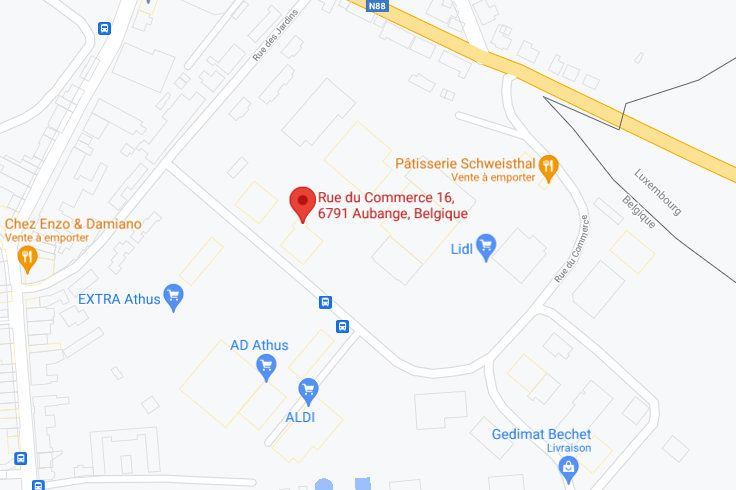 N88
Rue des Jardins
Pâtisserie Schweisthal
Vente à emporter
Luxembourg
Belgique
Rue du Commerce 16,
6791 Aubange, Belgique
Chez Enzo & Damiano
Vente à emporter
Lidl
Rue du Commerce
EXTRA Athus
AD Athus
ALDI
Gedimat Bechet
Livraison